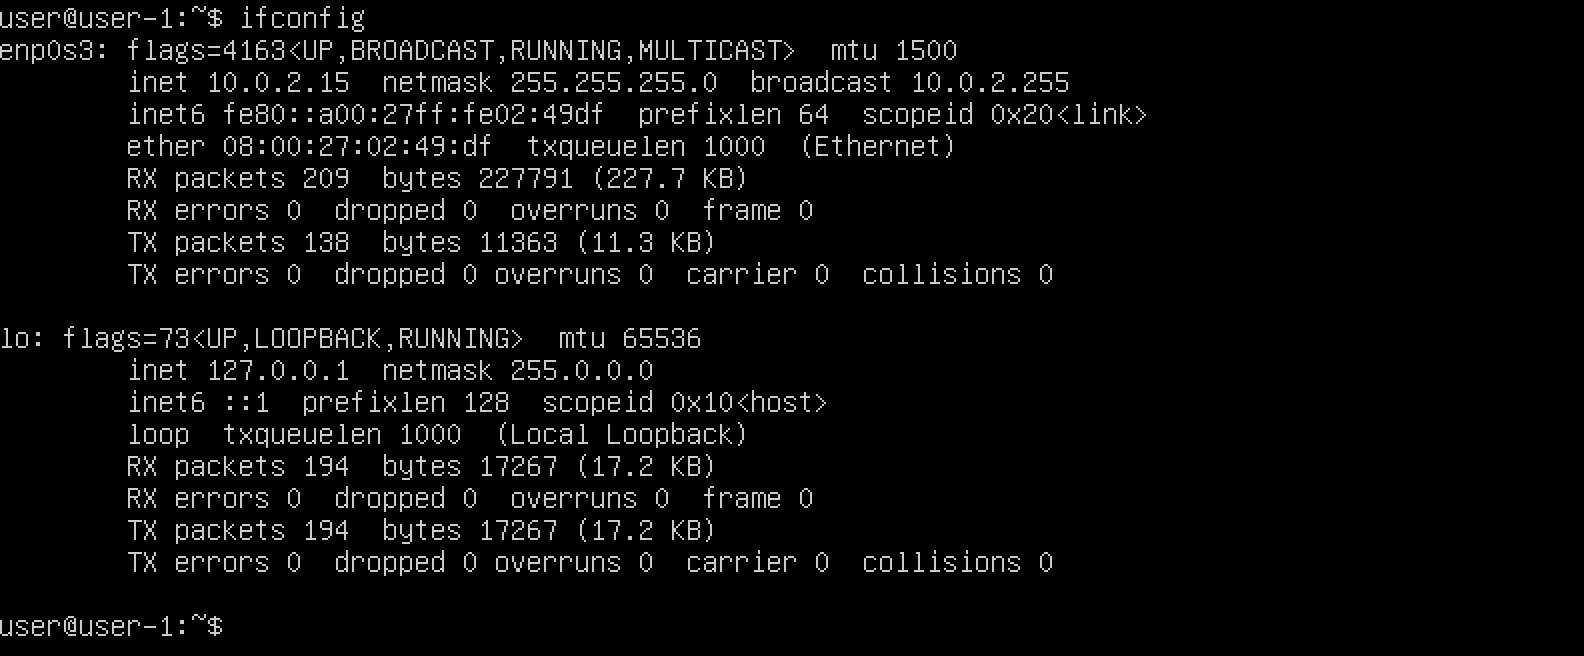 user@user-1:~$ ifconfig
enp0s3: flags=4163<UP,BROADCAST,RUNNING,MULTICAST>  mtu 1500
        inet 10.0.2.15  netmask 255.255.255.0  broadcast 10.0.2.255
        inet6 fe80::a00:27ff:fe02:49df  prefixlen 64  scopeid 0x20<link>
        ether 08:00:27:02:49:df  txqueuelen 1000  (Ethernet)
        RX packets 209  bytes 227791 (227.7 KB)
        RX errors 0  dropped 0  overruns 0  frame 0
        TX packets 138  bytes 11363 (11.3 KB)
        TX errors 0  dropped 0 overruns 0  carrier 0  collisions 0

lo: flags=73<UP,LOOPBACK,RUNNING>  mtu 65536
        inet 127.0.0.1  netmask 255.0.0.0
        inet6 ::1  prefixlen 128  scopeid 0x10<host>
        loop  txqueuelen 1000  (Local Loopback)
        RX packets 194  bytes 17267 (17.2 KB)
        RX errors 0  dropped 0  overruns 0  frame 0
        TX packets 194  bytes 17267 (17.2 KB)
        TX errors 0  dropped 0 overruns 0  carrier 0  collisions 0

user@user-1:~$